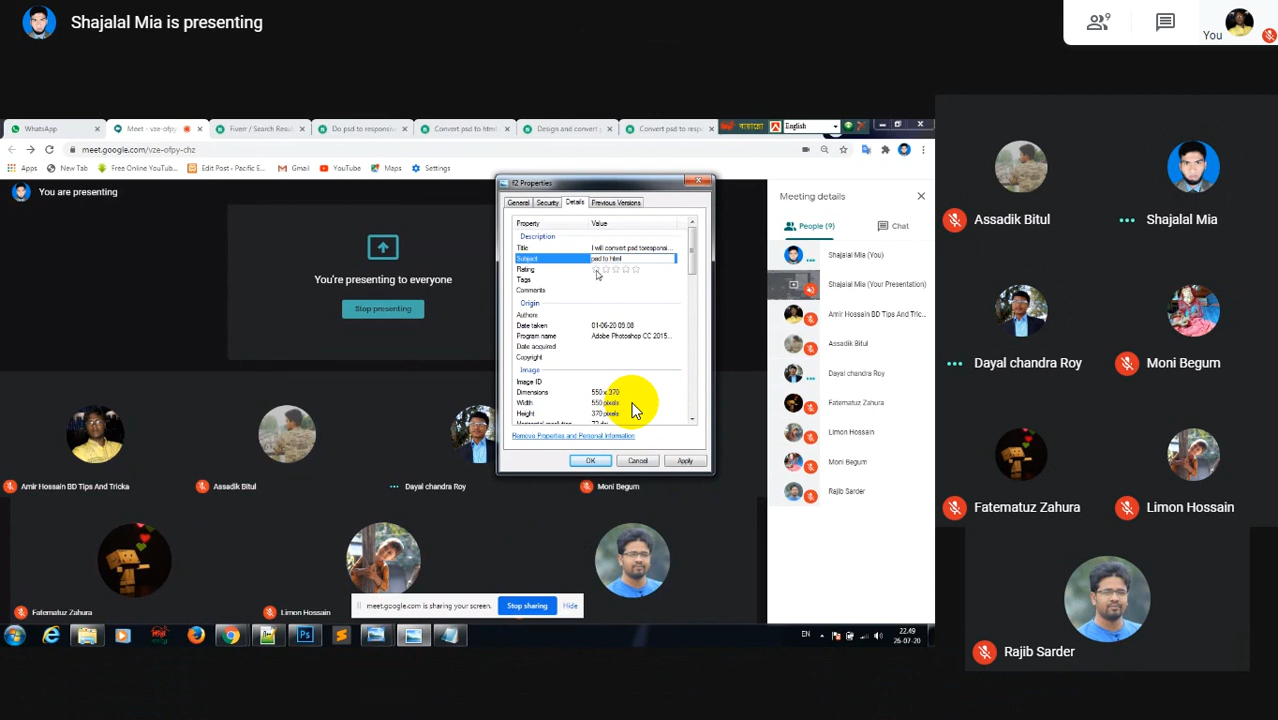 Shajalal Mia is presenting
9
You
WhatsApp
Meet - vze-ofpy
Fiverr / Search Resul
Do psd to responsiv
Convert psd to html
Design and convert p
Convert psd to resp
English
meet.google.com/vze-ofpy-chz
Apps
New Tab
Free Online YouTub...
Edit Post - Pacific E...
Gmail
YouTube
Maps
Settings
You are presenting
You're presenting to everyone
Stop presenting
f2 Properties
General
Security
Details
Previous Versions
Property
Value
Description
Title
I will convert psd toresponsi...
Subject
psd to html
Rating
Tags
Comments
Origin
Authors
Date taken
01-06-20 09:08
Program name
Adobe Photoshop CC 2015...
Date acquired
Copyright
Image
Image ID
Dimensions
550 x 370
Width
550 pixels
Height
370 pixels
Remove Properties and Personal Information
OK
Cancel
Apply
Meeting details
People (9)
Chat
Shajalal Mia (You)
Shajalal Mia (Your Presentation)
Amir Hossain BD Tips And Tric...
Assadik Bitul
Dayal chandra Roy
Fatematuz Zahura
Limon Hossain
Moni Begum
Rajib Sarder
Amir Hossain BD Tips And Tricka
Assadik Bitul
Dayal chandra Roy
Moni Begum
Fatematuz Zahura
Limon Hossain
meet.google.com is sharing your screen.
Stop sharing
Hide
Ps
EN
22.49
26-07-20
Assadik Bitul
Shajalal Mia
Dayal chandra Roy
Moni Begum
Fatematuz Zahura
Limon Hossain
Rajib Sarder